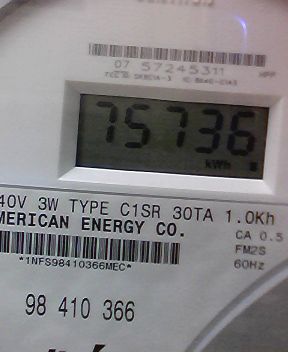 07 57245311
75736
kWh
40V 3W TYPE C1SR 30TA 1.0Kh
MERICAN ENERGY CO.
CA 0.5
FM2S
*1NFS98410366MEC*
60Hz
98 410 366